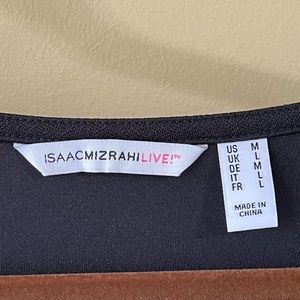 ISAACMIZRAHILIVE!™
US M
UK L
DE M
IT L
FR L
MADE IN
CHINA